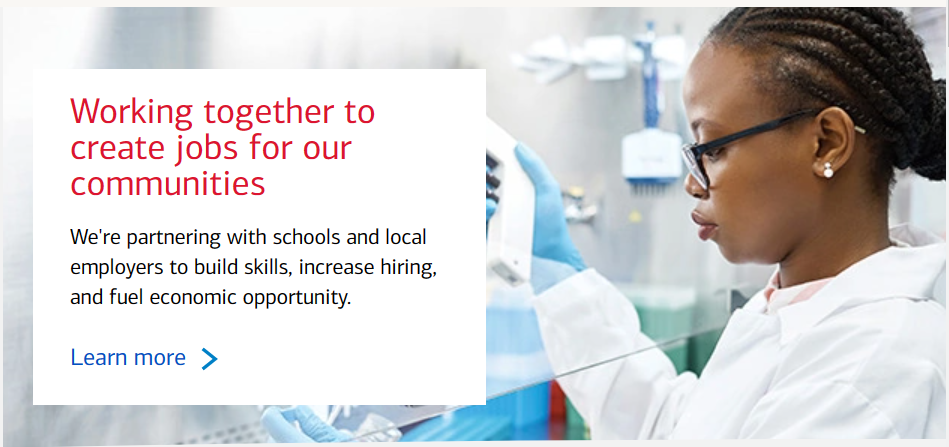 Working together to
create jobs for our
communities
We're partnering with schools and local
employers to build skills, increase hiring,
and fuel economic opportunity.
Learn more